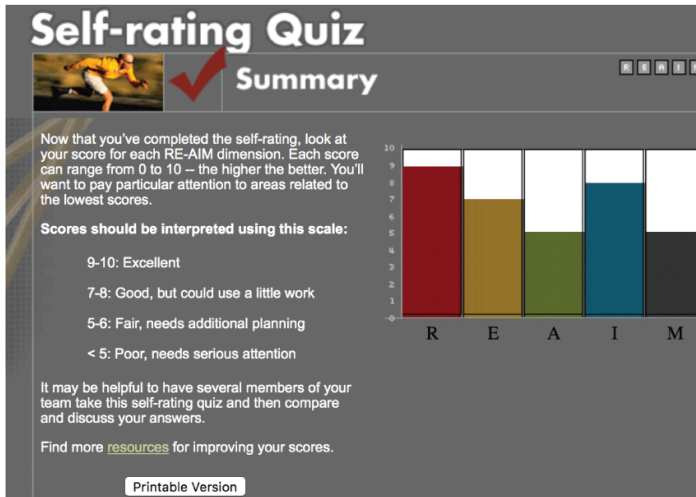 Self-rating Quiz
Summary
R E A I M
Now that you've completed the self-rating, look at
your score for each RE-AIM dimension. Each score
can range from 0 to 10 -- the higher the better. You'll
want to pay particular attention to areas related to
the lowest scores.
Scores should be interpreted using this scale:
9-10: Excellent
7-8: Good, but could use a little work
5-6: Fair, needs additional planning
< 5: Poor, needs serious attention
It may be helpful to have several members of your
team take this self-rating quiz and then compare
and discuss your answers.
Find more resources for improving your scores.
Printable Version
10
9
8
7
6
5
4
3
2
1
0
R E A I M